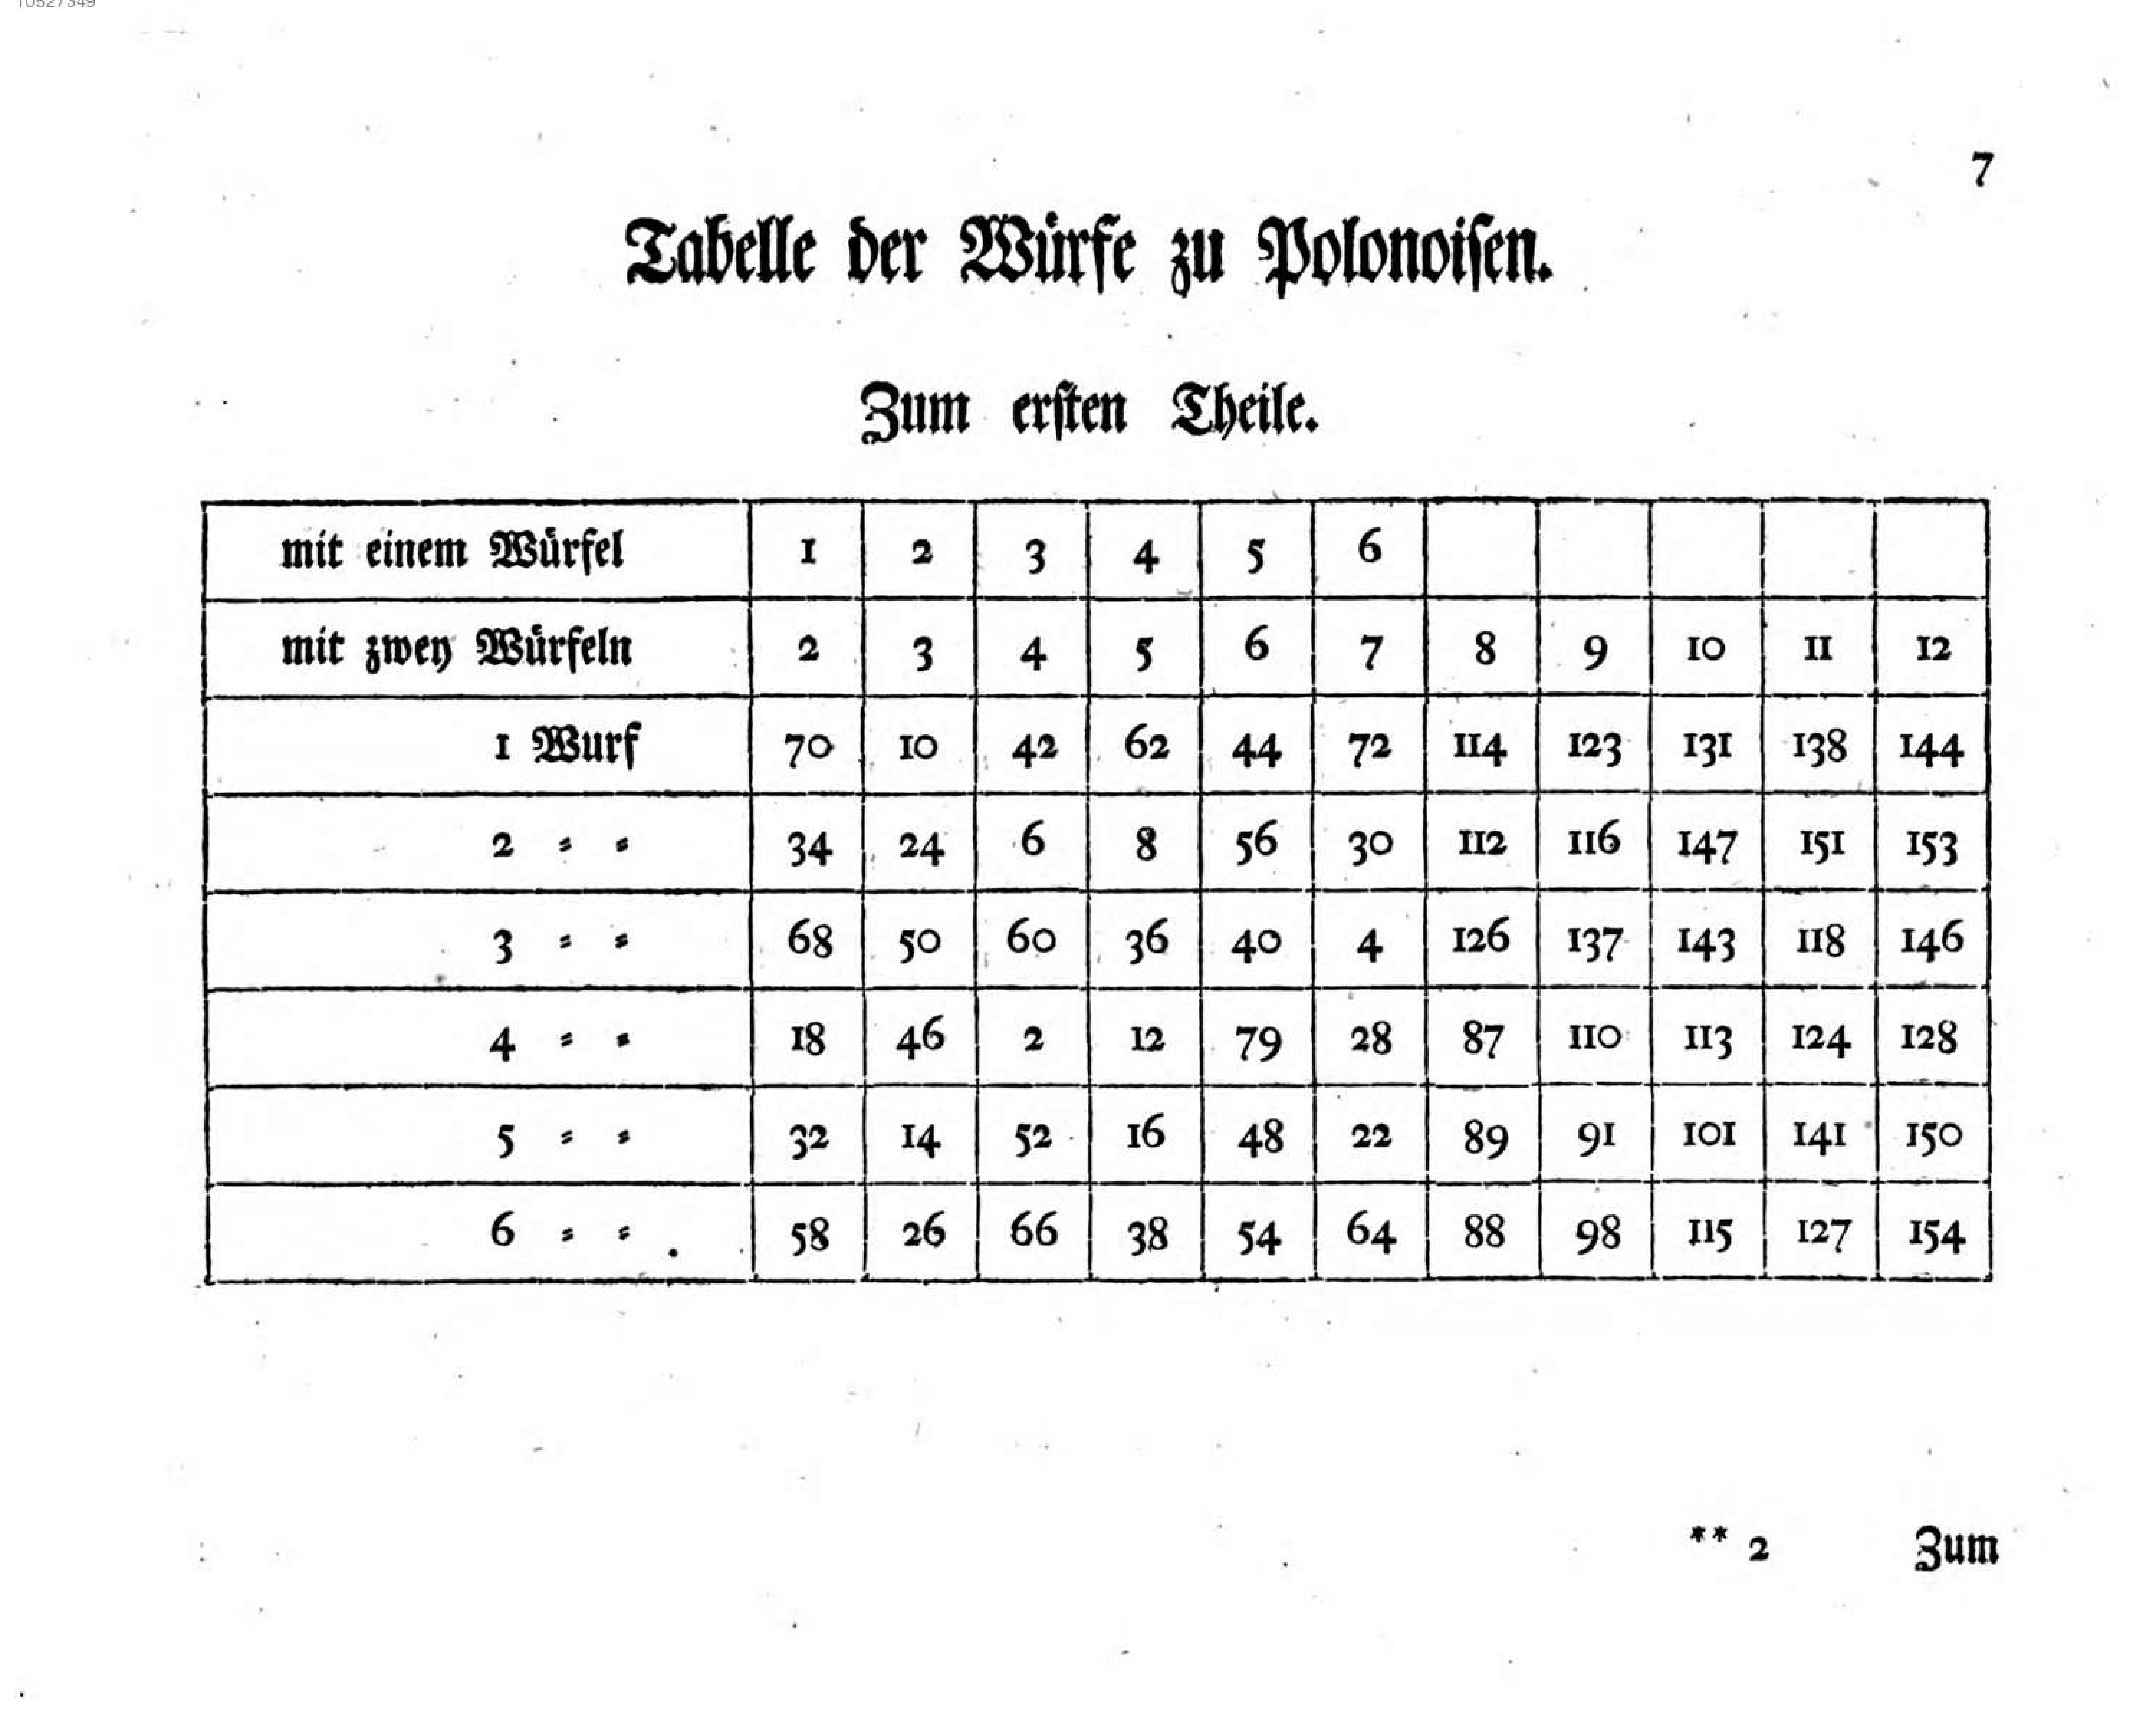 10527349
7
Tabelle der Würfe zu Polonoisen.
Zum ersten Theile.
mit einem Würfel 1 2 3 4 5 6
mit zwey Würfeln 2 3 4 5 6 7 8 9 10 11 12
1 Wurf 70 10 42 62 44 72 114 123 131 138 144
2 = = 34 24 6 8 56 30 112 116 147 151 153
3 = = 68 50 60 36 40 4 126 137 143 118 146
4 = = 18 46 2 12 79 28 87 110 113 124 128
5 = = 32 14 52 16 48 22 89 91 101 141 150
6 = = 58 26 66 38 54 64 88 98 115 127 154
** 2 Zum